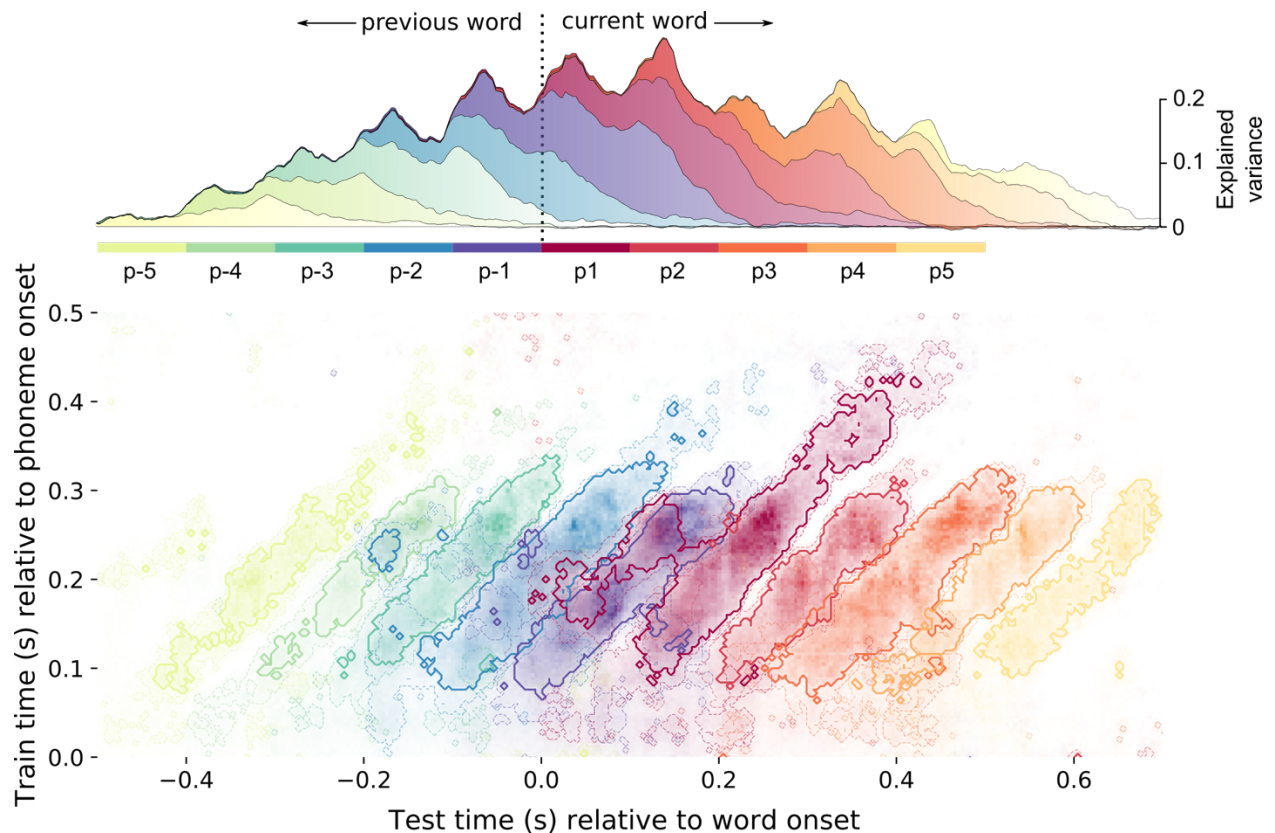 previous word current word
0.2
0.1
0
Explained
variance
p-5 p-4 p-3 p-2 p-1 p1 p2 p3 p4 p5
Train time (s) relative to phoneme onset
0.5
0.4
0.3
0.2
0.1
0.0
−0.4 −0.2 0.0 0.2 0.4 0.6
Test time (s) relative to word onset